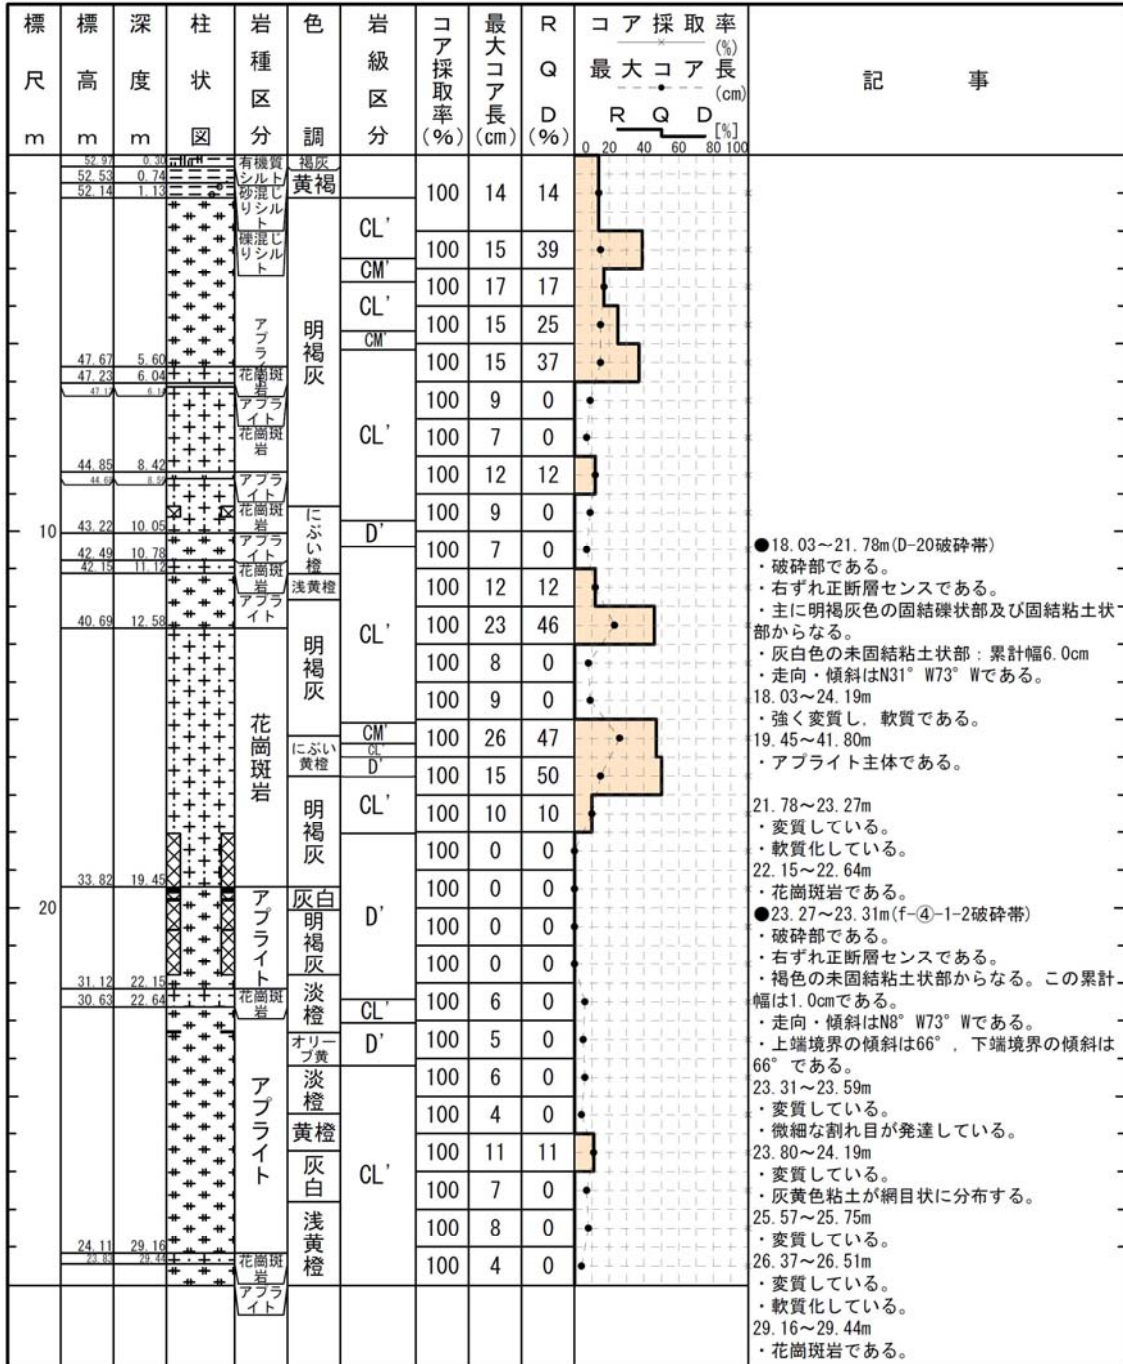 標尺 m
標高 m
深度 m
柱状図
岩種区分
色調
岩級区分
コア採取率(%)
最大コア長(cm)
RQD(%)
コア採取率
(%)
最大コア長
(cm)
RQD
[%]
0 20 40 60 80 100
記事
52.97 0.30
52.53 0.74
52.14 1.13
47.67 5.60
47.23 6.04
44.85 8.42
43.22 10.05
42.49 10.78
42.15 11.12
40.69 12.58
33.82 19.45
31.12 22.15
30.63 22.64
24.11 29.16
23.83 29.44
10
20
有機質シルト
砂混じりシルト
礫混じりシルト
アプライト
花崗斑岩
アプライト
花崗斑岩
アプライト
花崗斑岩
アプライト
花崗斑岩
アプライト
花崗斑岩
アプライト
花崗斑岩
アプライト
花崗斑岩
アプライト
褐灰
黄褐
明褐灰
にぶい橙
浅黄橙
明褐灰
にぶい黄橙
明褐灰
灰白
明褐灰
淡橙
オリーブ黄
淡橙
黄橙
灰白
浅黄橙
CL'
CM'
CL'
CM'
CL'
D'
CL'
CM'
CL'
D'
CL'
D'
CL'
D'
CL'
100 14 14
100 15 39
100 17 17
100 15 25
100 15 37
100 9 0
100 7 0
100 12 12
100 9 0
100 7 0
100 12 12
100 23 46
100 8 0
100 9 0
100 26 47
100 15 50
100 10 10
100 0 0
100 0 0
100 0 0
100 0 0
100 6 0
100 5 0
100 6 0
100 4 0
100 11 11
100 7 0
100 8 0
100 4 0
●18.03～21.78m(D-20破砕帯)
・破砕部である。
・右ずれ正断層センスである。
・主に明褐灰色の固結礫状部及び固結粘土状
部からなる。
・灰白色の未固結粘土状部：累計幅6.0cm
・走向・傾斜はN31°W73°Wである。
18.03～24.19m
・強く変質し，軟質である。
19.45～41.80m
・アプライト主体である。
21.78～23.27m
・変質している。
・軟質化している。
22.15～22.64m
・花崗斑岩である。
●23.27～23.31m(f-④-1-2破砕帯)
・破砕部である。
・右ずれ正断層センスである。
・褐色の未固結粘土状部からなる。この累計
幅は1.0cmである。
・走向・傾斜はN8°W73°Wである。
・上端境界の傾斜は66°，下端境界の傾斜は
66°である。
23.31～23.59m
・変質している。
・微細な割れ目が発達している。
23.80～24.19m
・変質している。
・灰黄色粘土が網目状に分布する。
25.57～25.75m
・変質している。
26.37～26.51m
・変質している。
・軟質化している。
29.16～29.44m
・花崗斑岩である。